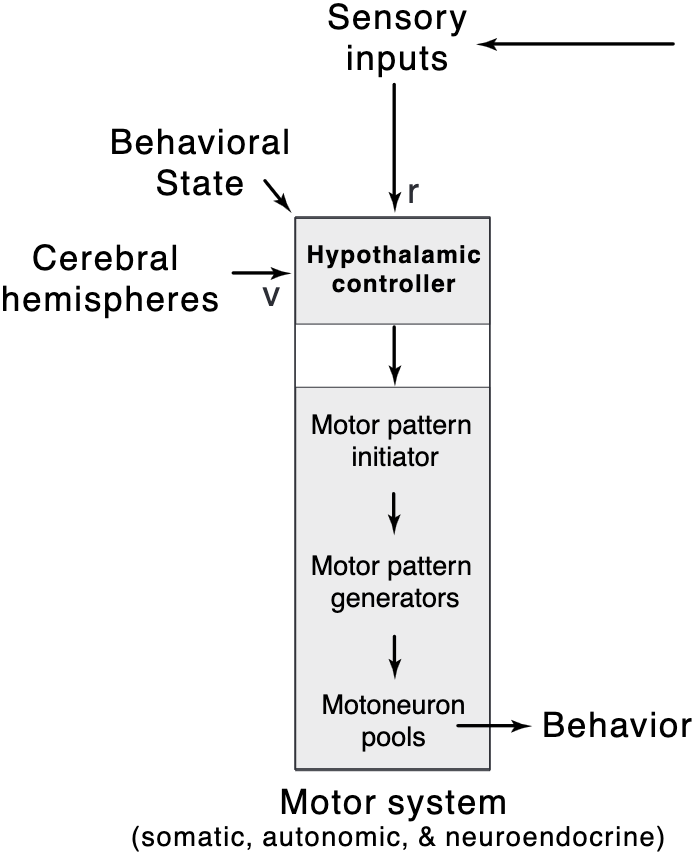 Sensory
inputs
r
Behavioral
State
Cerebral
hemispheres
v
Hypothalamic
controller
Motor pattern
initiator
Motor pattern
generators
Motoneuron
pools
Behavior
Motor system
(somatic, autonomic, & neuroendocrine)